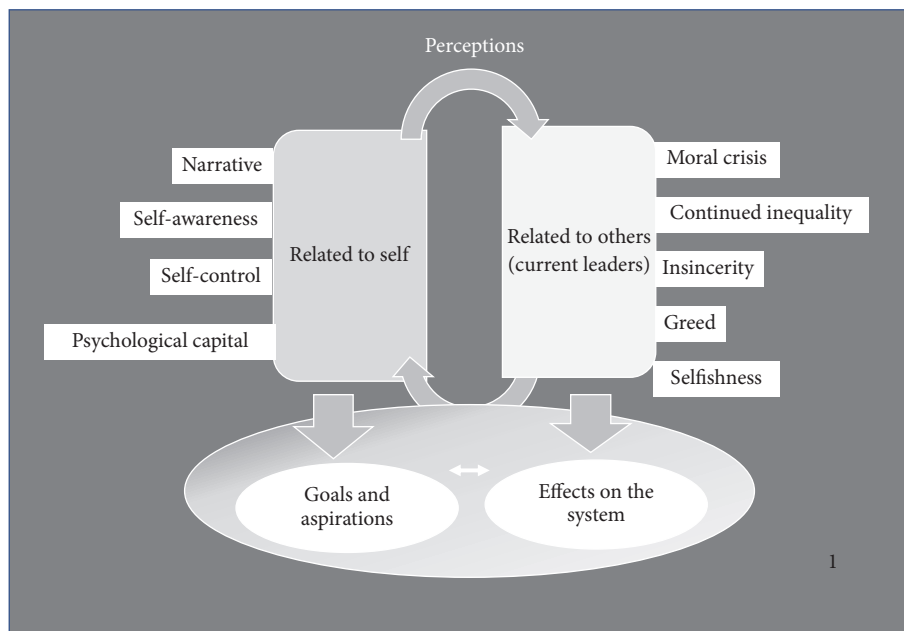 Perceptions
Narrative
Self-awareness
Self-control
Psychological capital
Related to self
Related to others
(current leaders)
Moral crisis
Continued inequality
Insincerity
Greed
Selfishness
Goals and
aspirations
Effects on the
system
1